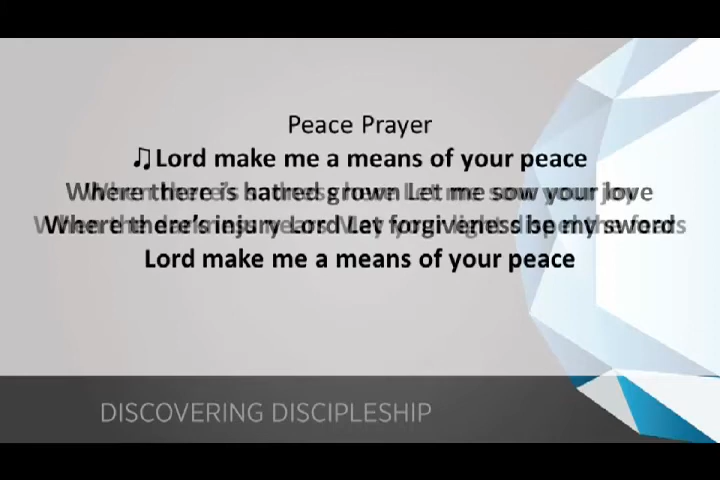 Peace Prayer
♫Lord make me a means of your peace
Where there is hatred grown Let me sow your love
Where there's injury Lord Let forgiveness be my sword
Lord make me a means of your peace
DISCOVERING DISCIPLESHIP